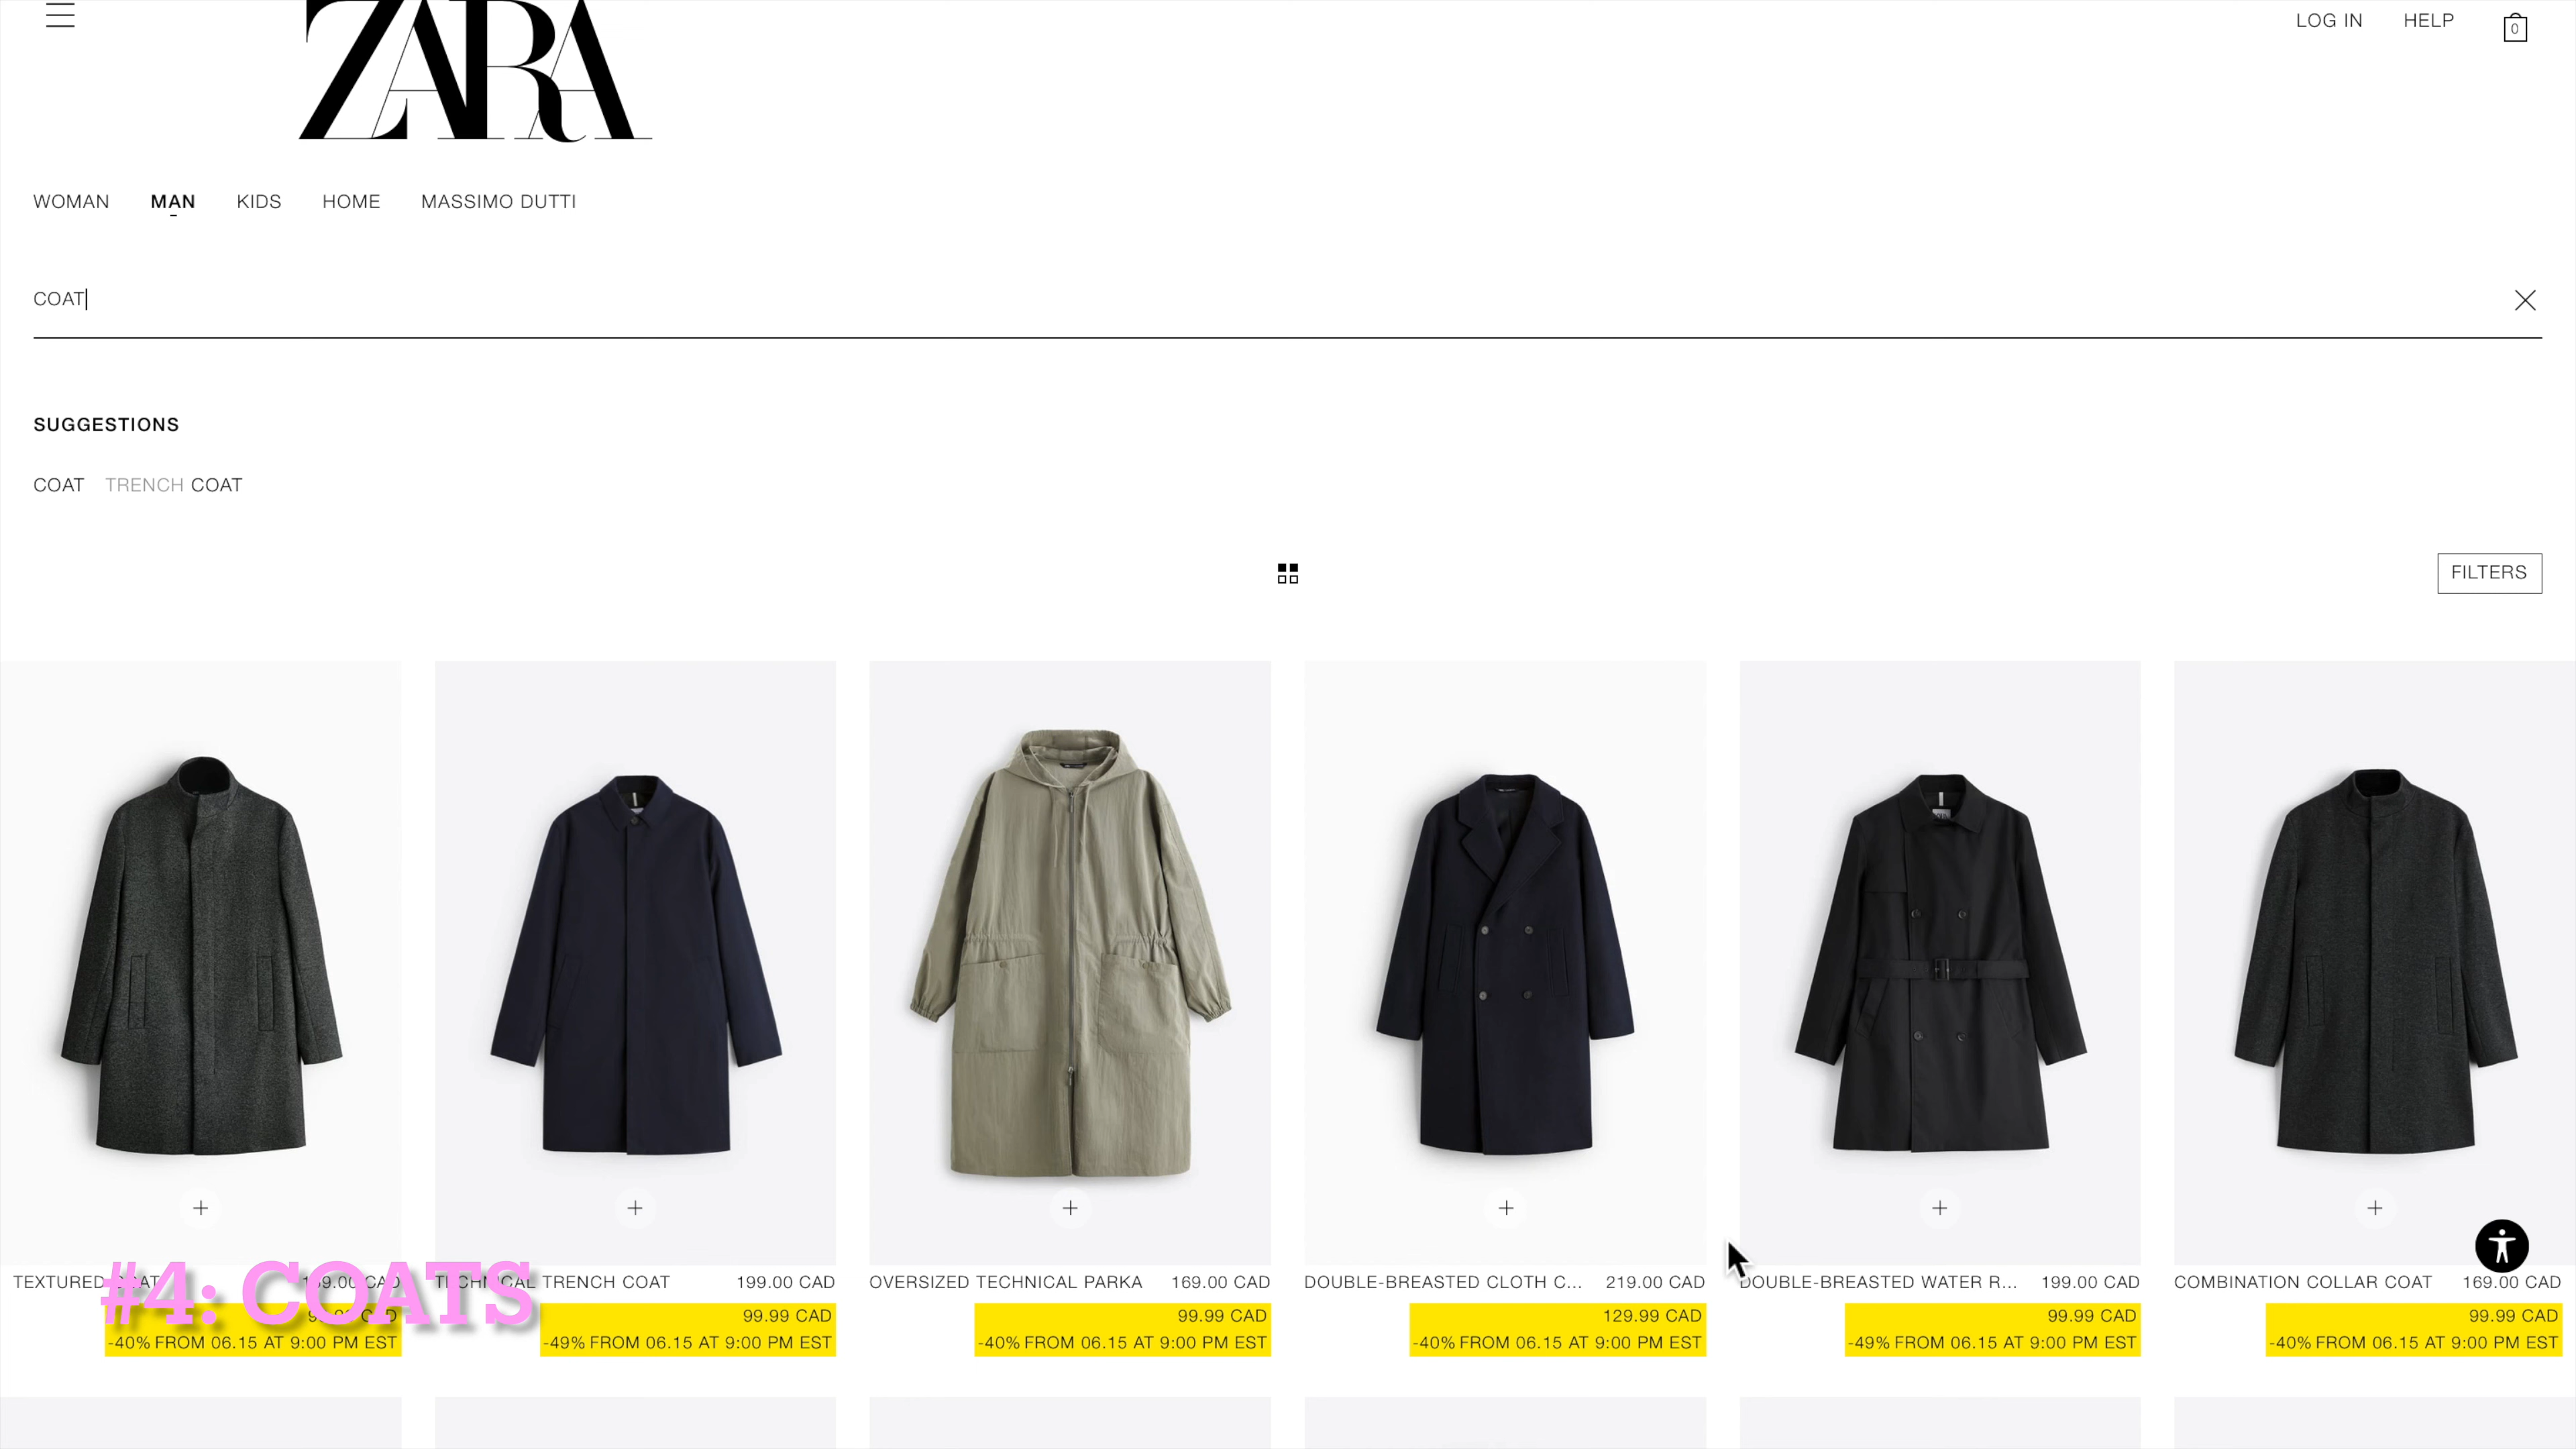 ZARA
LOG IN HELP 0
WOMAN MAN KIDS HOME MASSIMO DUTTI
COAT
SUGGESTIONS
COAT TRENCH COAT
FILTERS
TEXTURED
TECHNICAL TRENCH COAT 199.00 CAD
OVERSIZED TECHNICAL PARKA 169.00 CAD
DOUBLE-BREASTED CLOTH C... 219.00 CAD
DOUBLE-BREASTED WATER R... 199.00 CAD
COMBINATION COLLAR COAT 169.00 CAD
#4: COATS
99.99 CAD
99.99 CAD
129.99 CAD
99.99 CAD
99.99 CAD
-40% FROM 06.15 AT 9:00 PM EST
-49% FROM 06.15 AT 9:00 PM EST
-40% FROM 06.15 AT 9:00 PM EST
-40% FROM 06.15 AT 9:00 PM EST
-49% FROM 06.15 AT 9:00 PM EST
-40% FROM 06.15 AT 9:00 PM EST